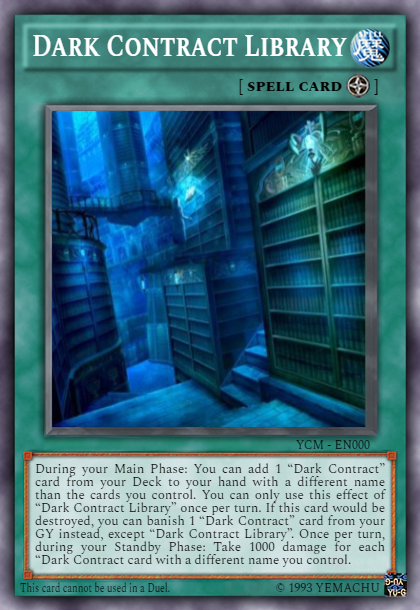 DARK CONTRACT LIBRARY 魔
[ SPELL CARD ]
YCM - EN000
During your Main Phase: You can add 1 “Dark Contract”
card from your Deck to your hand with a different name
than the cards you control. You can only use this effect of
“Dark Contract Library” once per turn. If this card would be
destroyed, you can banish 1 “Dark Contract” card from your
GY instead, except “Dark Contract Library”. Once per turn,
during your Standby Phase: Take 1000 damage for each
“Dark Contract card with a different name you control.
This card cannot be used in a Duel. © 1993 YEMACHU